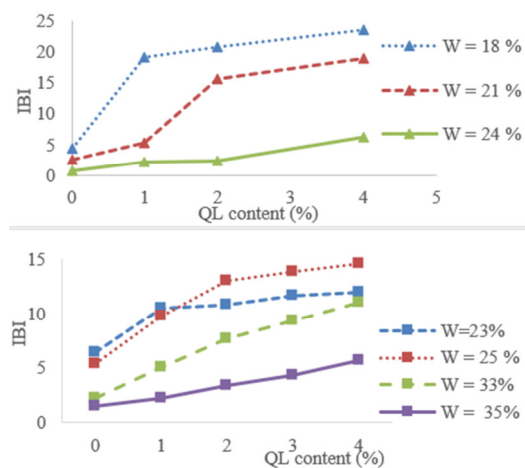 25
20
15
10
5
0
IBI
0 1 2 3 4 5
QL content (%)
W = 18 %
W = 21 %
W = 24 %
15
10
5
0
IBI
0 1 2 3 4
QL content (%)
W=23%
W = 25 %
W = 33%
W = 35%